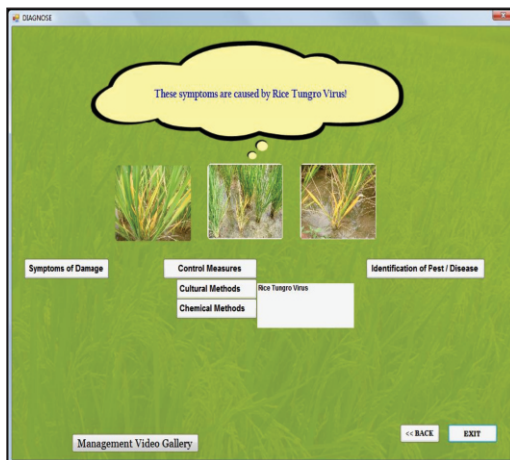 DIAGNOSE
These symptoms are caused by Rice Tungro Virus!
Symptoms of Damage
Control Measures
Identification of Pest / Disease
Cultural Methods
Rice Tungro Virus
Chemical Methods
Management Video Gallery
<< BACK
EXIT